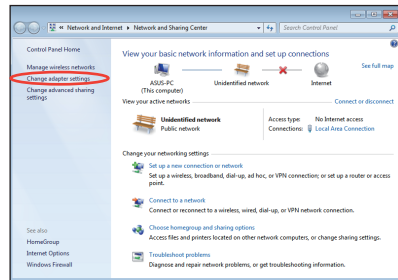 « Network and Internet ▸ Network and Sharing Center
Search Control Panel
Control Panel Home
Manage wireless networks
Change adapter settings
Change advanced sharing
settings
View your basic network information and set up connections
See full map
ASUS-PC
(This computer)
Unidentified network
Internet
View your active networks
Connect or disconnect
Unidentified network
Public network
Access type: No Internet access
Connections: Local Area Connection
Change your networking settings
Set up a new connection or network
Set up a wireless, broadband, dial-up, ad hoc, or VPN connection; or set up a router or access
point.
Connect to a network
Connect or reconnect to a wireless, wired, dial-up, or VPN network connection.
Choose homegroup and sharing options
Access files and printers located on other network computers, or change sharing settings.
Troubleshoot problems
Diagnose and repair network problems, or get troubleshooting information.
See also
HomeGroup
Internet Options
Windows Firewall